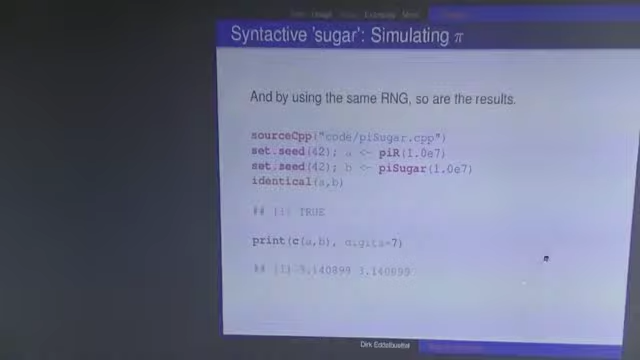 Syntactive 'sugar': Simulating π
And by using the same RNG, so are the results.
sourceCpp("code/piSugar.cpp")
set.seed(42); a <- piR(1.0e7)
set.seed(42); b <- piSugar(1.0e7)
identical(a,b)
## [1] TRUE
print(c(a,b), digits=7)
## [1] 3.140899 3.140899
Dirk Eddelbuettel